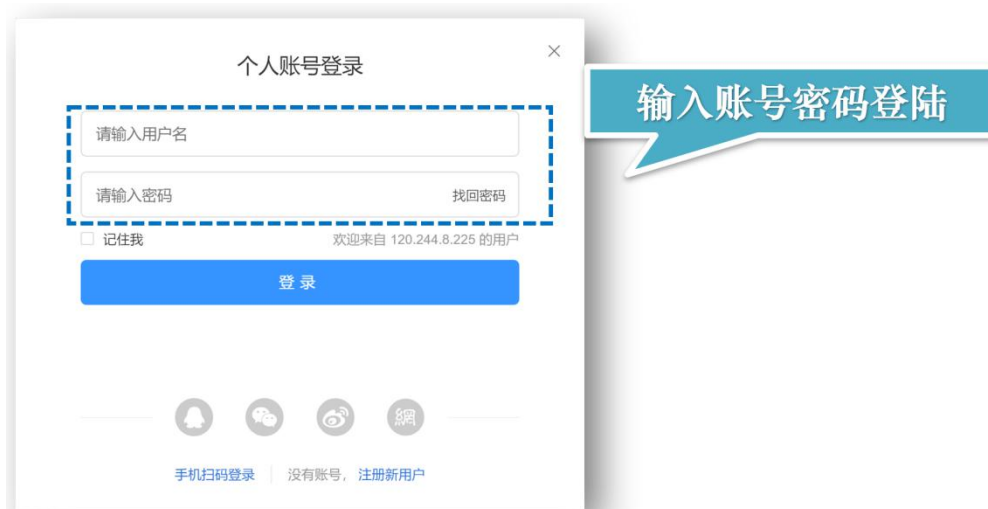 个人账号登录
输入账号密码登陆
请输入用户名
请输入密码 找回密码
记住我 欢迎来自 120.244.8.225 的用户
登 录
網
手机扫码登录 没有账号，注册新用户